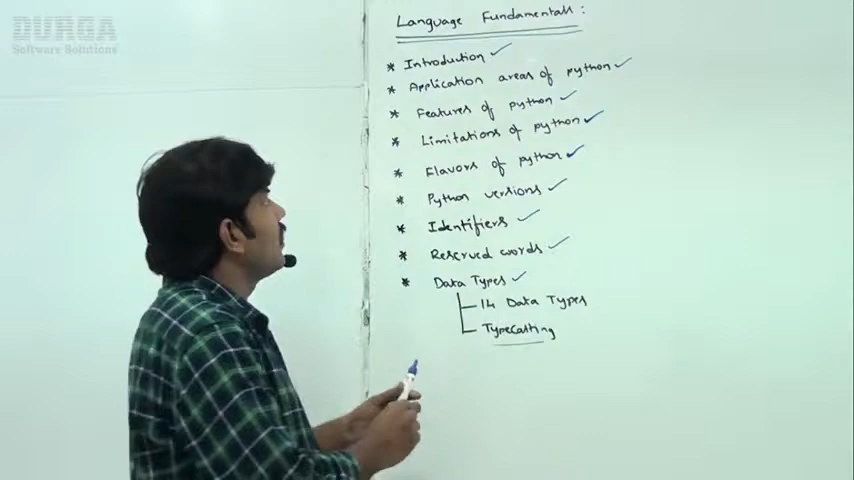 DURGA
Software Solutions
Language Fundamentals :
* Introduction ✓
* Application areas of python ✓
* Features of python ✓
* Limitations of python ✓
* Flavors of python ✓
* Python versions ✓
* Identifiers ✓
* Reserved words ✓
* Data Types ✓
14 Data Types
TypeCasting